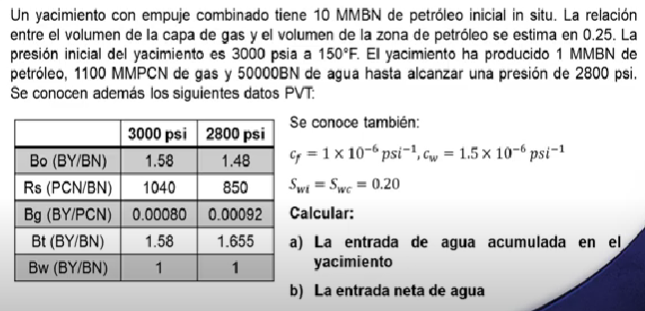 Un yacimiento con empuje combinado tiene 10 MMBN de petróleo inicial in situ. La relación
entre el volumen de la capa de gas y el volumen de la zona de petróleo se estima en 0.25. La
presión inicial del yacimiento es 3000 psia a 150°F. El yacimiento ha producido 1 MMBN de
petróleo, 1100 MMPCN de gas y 50000BN de agua hasta alcanzar una presión de 2800 psi.
Se conocen además los siguientes datos PVT:
3000 psi 2800 psi
Bo (BY/BN) 1.58 1.48
Rs (PCN/BN) 1040 850
Bg (BY/PCN) 0.00080 0.00092
Bt (BY/BN) 1.58 1.655
Bw (BY/BN) 1 1
Se conoce también:
c_f = 1 × 10⁻⁶ psi⁻¹, c_w = 1.5 × 10⁻⁶ psi⁻¹
S_wi = S_wc = 0.20
Calcular:
a) La entrada de agua acumulada en el
yacimiento
b) La entrada neta de agua